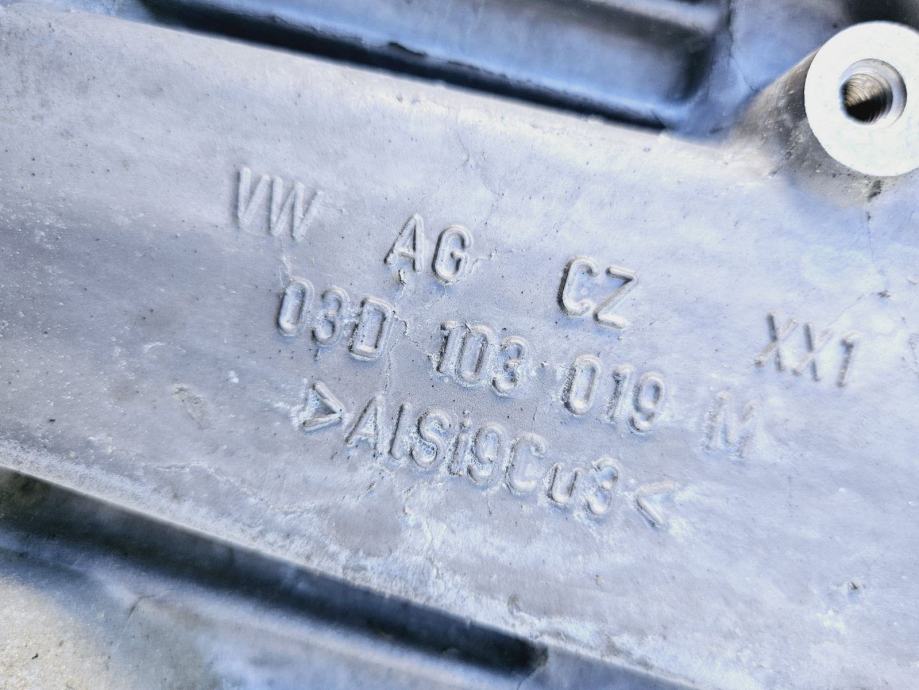 VW AG CZ XX1
03D 103 019 M
>AlSi9Cu3<